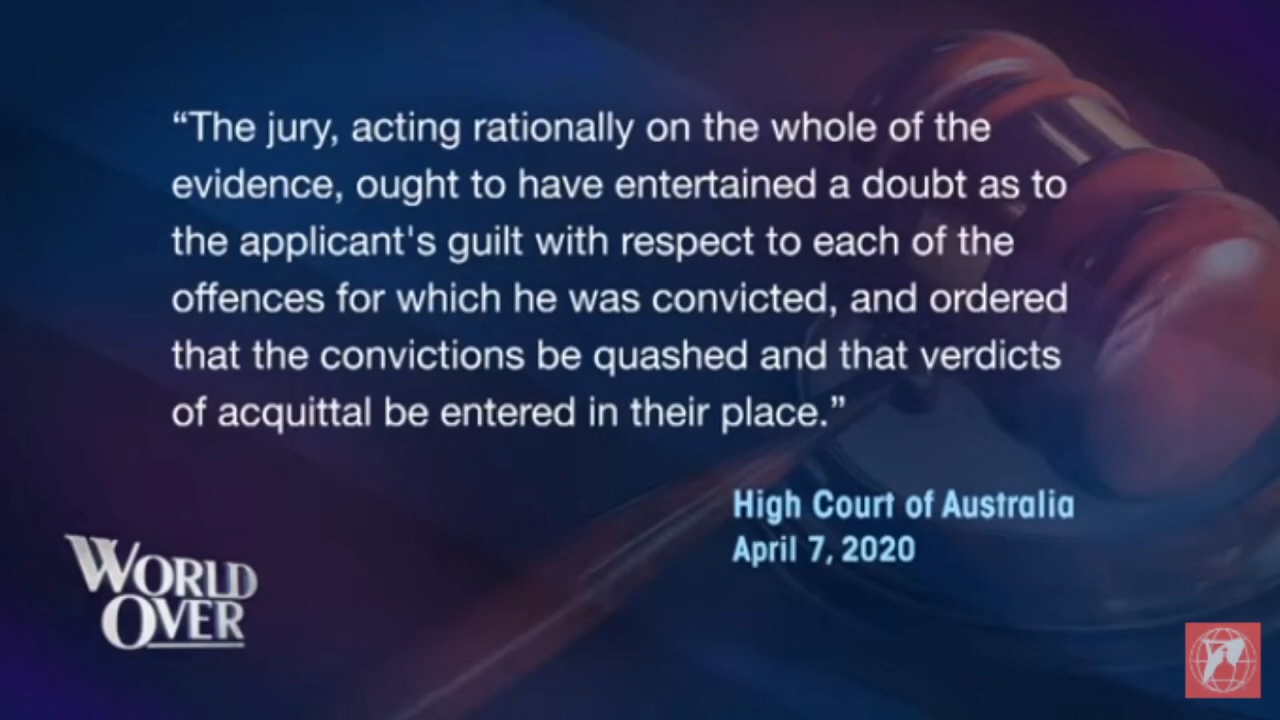 “The jury, acting rationally on the whole of the
evidence, ought to have entertained a doubt as to
the applicant's guilt with respect to each of the
offences for which he was convicted, and ordered
that the convictions be quashed and that verdicts
of acquittal be entered in their place.”
High Court of Australia
April 7, 2020
WORLD
OVER